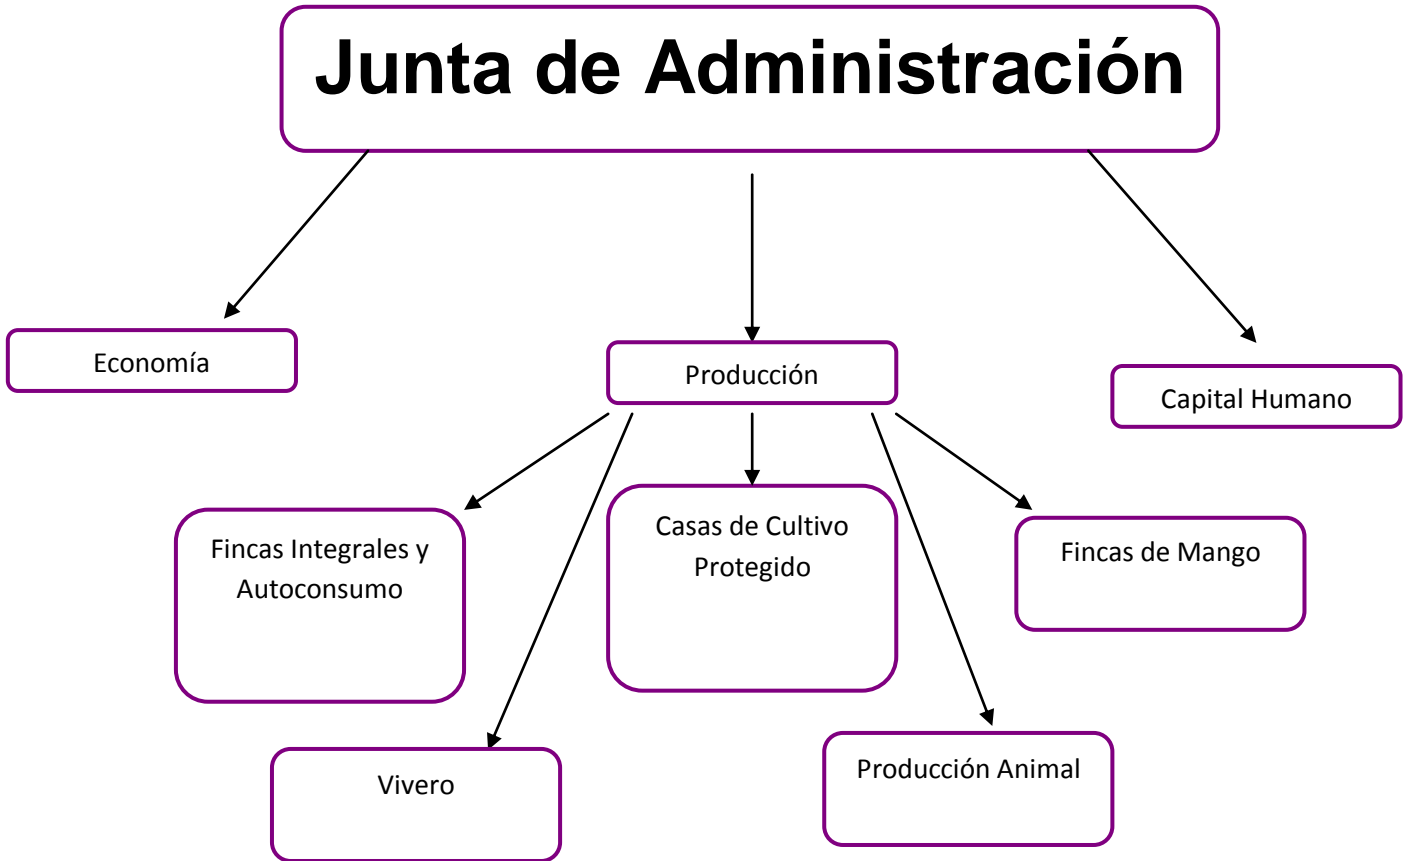 Junta de Administración
Economía
Producción
Capital Humano
Fincas Integrales y
Autoconsumo
Casas de Cultivo
Protegido
Fincas de Mango
Vivero
Producción Animal